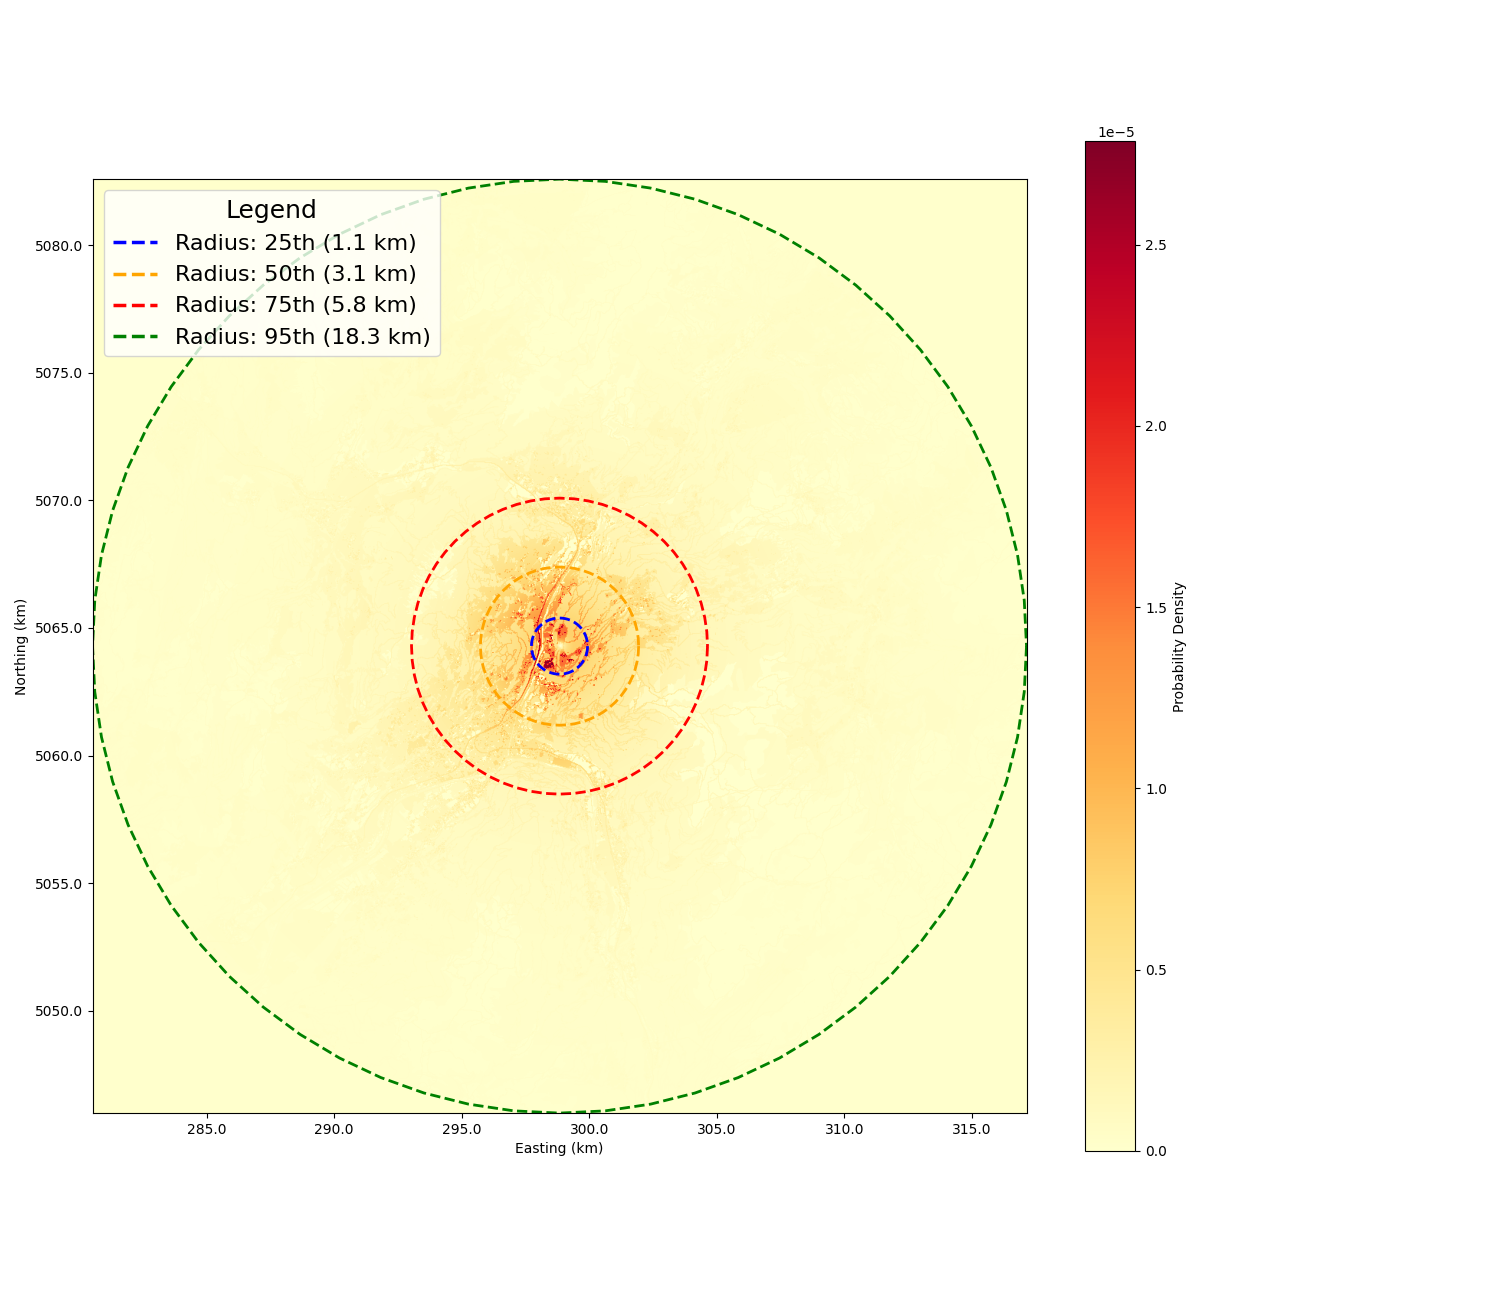 1e−5
Legend
Radius: 25th (1.1 km)
Radius: 50th (3.1 km)
Radius: 75th (5.8 km)
Radius: 95th (18.3 km)
5080.0
5075.0
5070.0
5065.0
5060.0
5055.0
5050.0
Northing (km)
285.0 290.0 295.0 300.0 305.0 310.0 315.0
Easting (km)
2.5
2.0
1.5
1.0
0.5
0.0
Probability Density